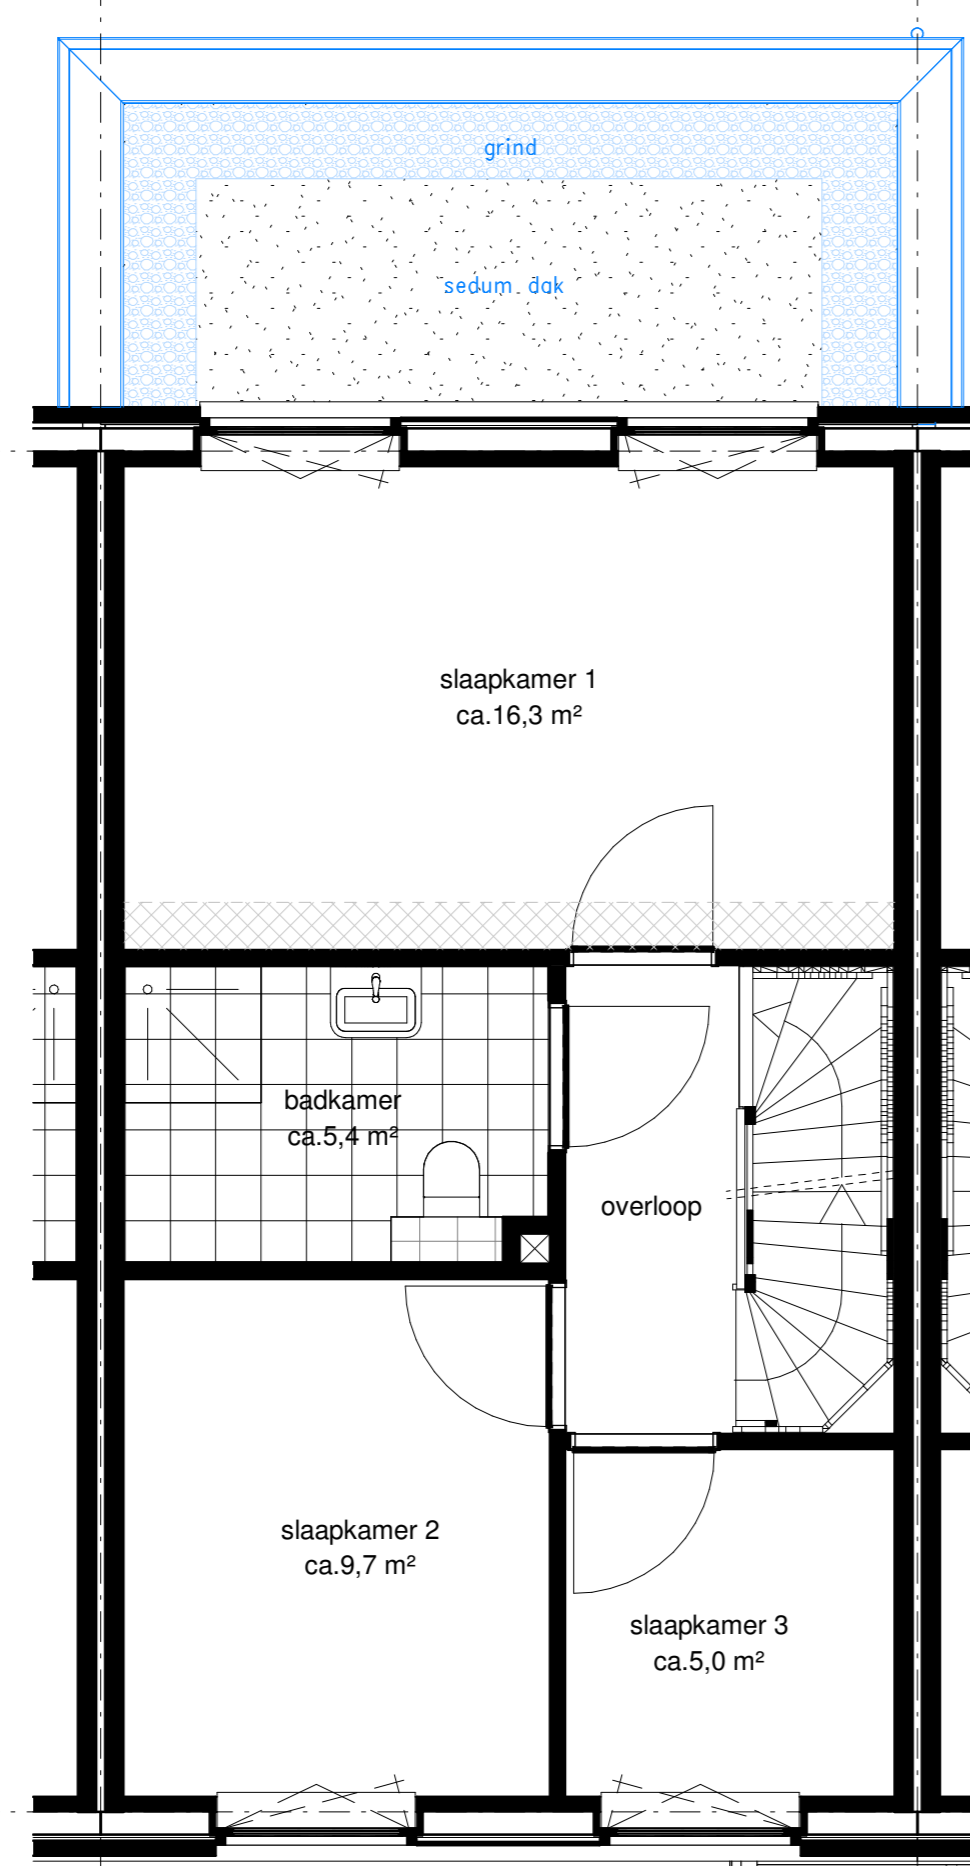 grind
sedum dak
slaapkamer 1
ca.16,3 m²
badkamer
ca.5,4 m²
overloop
slaapkamer 2
ca.9,7 m²
slaapkamer 3
ca.5,0 m²